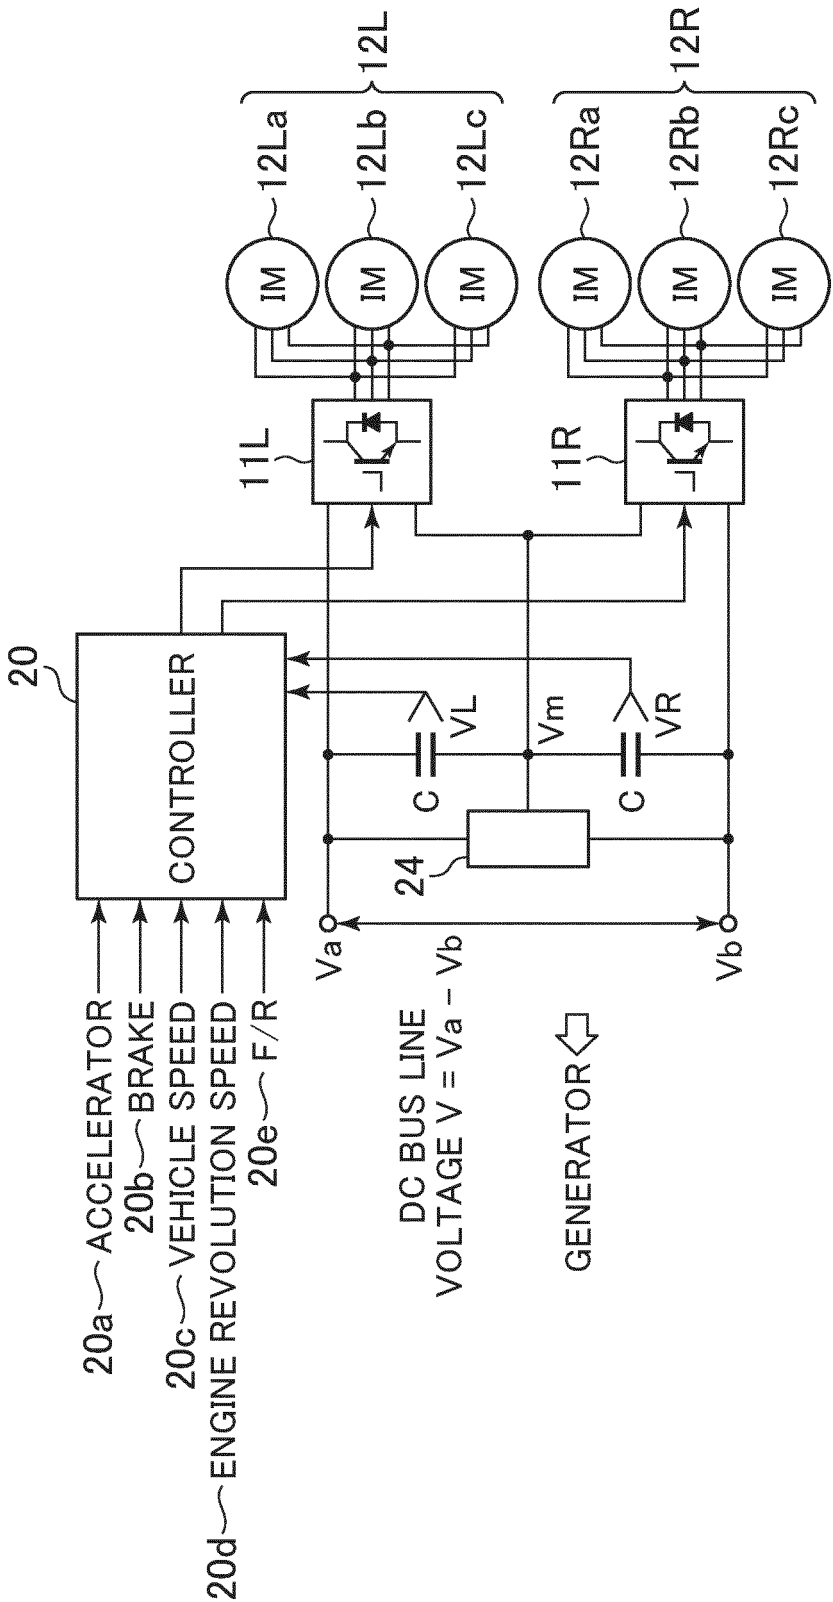 20
20a ACCELERATOR
20b BRAKE
20c VEHICLE SPEED
20d ENGINE REVOLUTION SPEED
20e F/R
CONTROLLER
DC BUS LINE
VOLTAGE V = Va - Vb
GENERATOR
Va
Vb
24
C
VL
Vm
C
VR
11L
11R
IM
12La
IM
12Lb
IM
12Lc
12L
IM
12Ra
IM
12Rb
IM
12Rc
12R